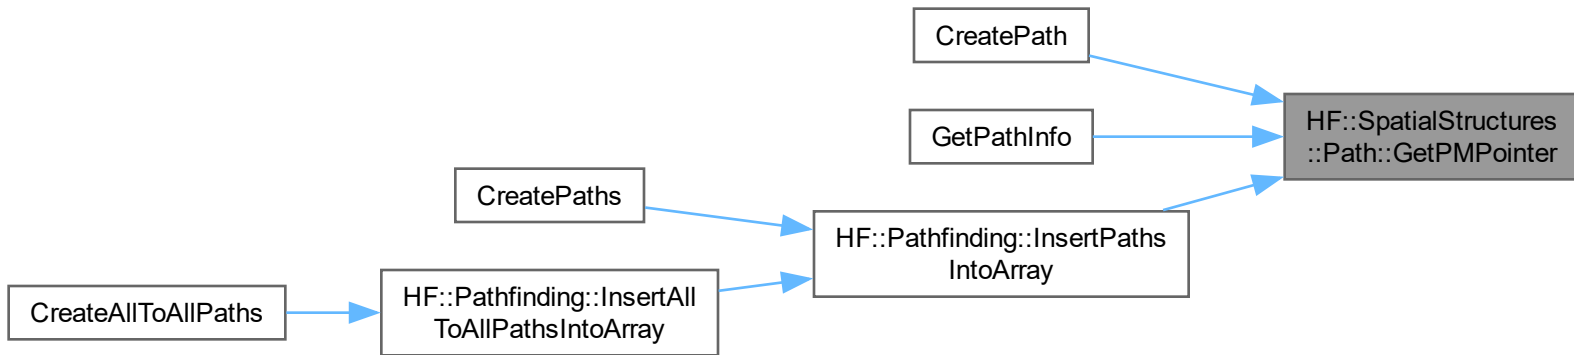 CreatePath
HF::SpatialStructures
::Path::GetPMPointer
GetPathInfo
CreatePaths
HF::Pathfinding::InsertPaths
IntoArray
HF::Pathfinding::InsertAll
ToAllPathsIntoArray
CreateAllToAllPaths